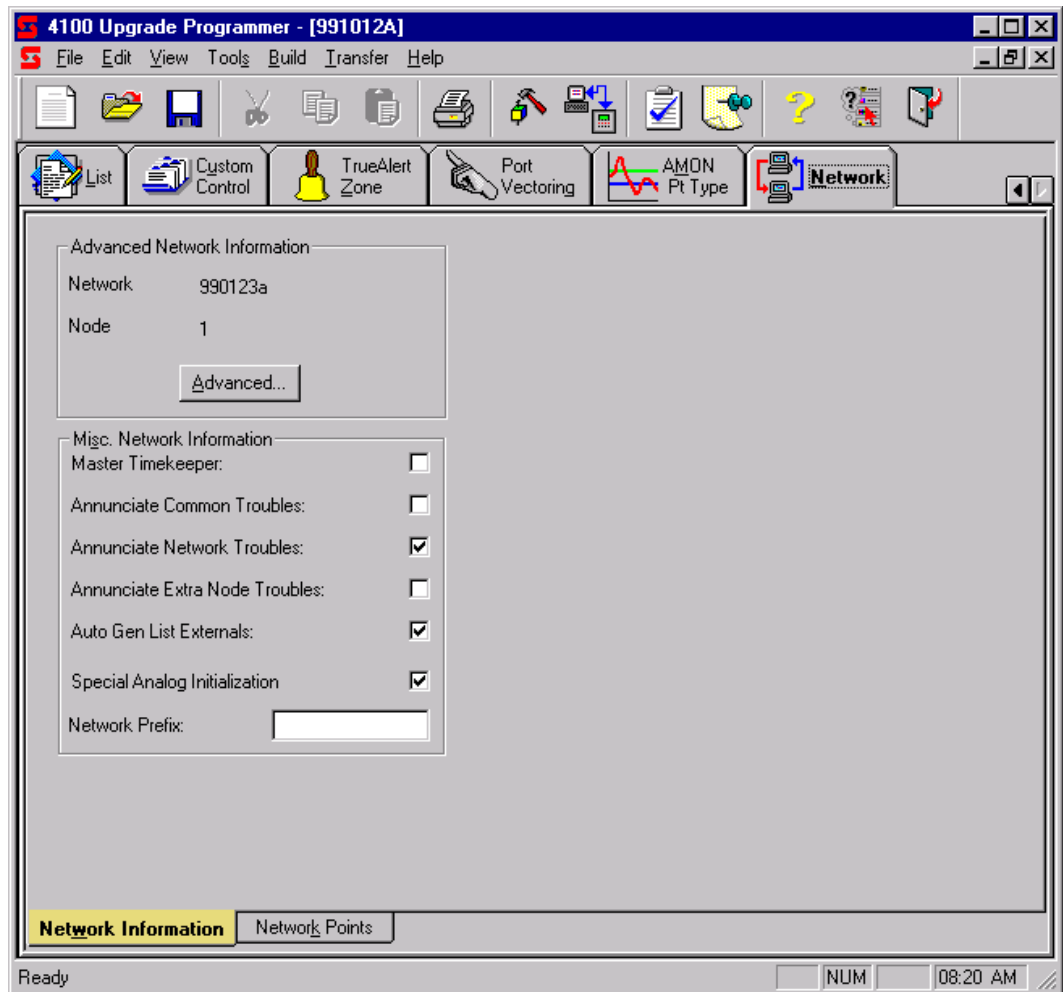 4100 Upgrade Programmer - [991012A]
File Edit View Tools Build Transfer Help
List
Custom Control
TrueAlert Zone
Port Vectoring
AMON Pt Type
Network
Advanced Network Information
Network 990123a
Node 1
Advanced...
Misc. Network Information
Master Timekeeper:
Annunciate Common Troubles:
Annunciate Network Troubles:
Annunciate Extra Node Troubles:
Auto Gen List Externals:
Special Analog Initialization
Network Prefix:
Network Information Network Points
Ready NUM 08:20 AM